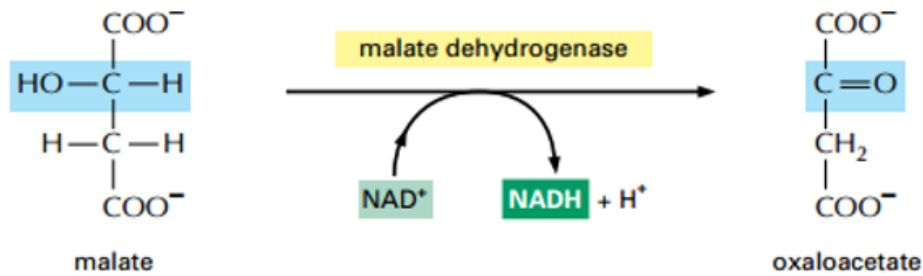 COO⁻
HO—C—H
H—C—H
COO⁻
malate
malate dehydrogenase
NAD⁺
NADH + H⁺
COO⁻
C=O
CH₂
COO⁻
oxaloacetate